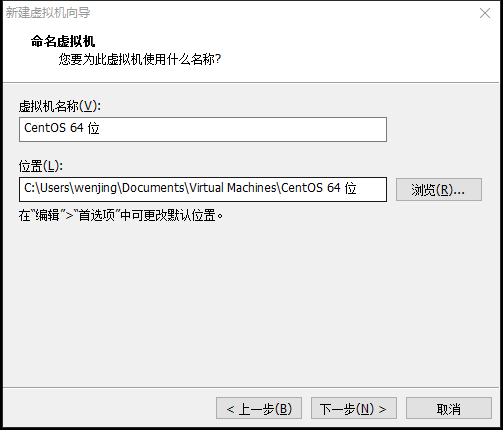 新建虚拟机向导
命名虚拟机
您要为此虚拟机使用什么名称?
虚拟机名称(V):
CentOS 64 位
位置(L):
C:\Users\wenjing\Documents\Virtual Machines\CentOS 64 位
浏览(R)...
在“编辑”>“首选项”中可更改默认位置。
< 上一步(B)
下一步(N) >
取消